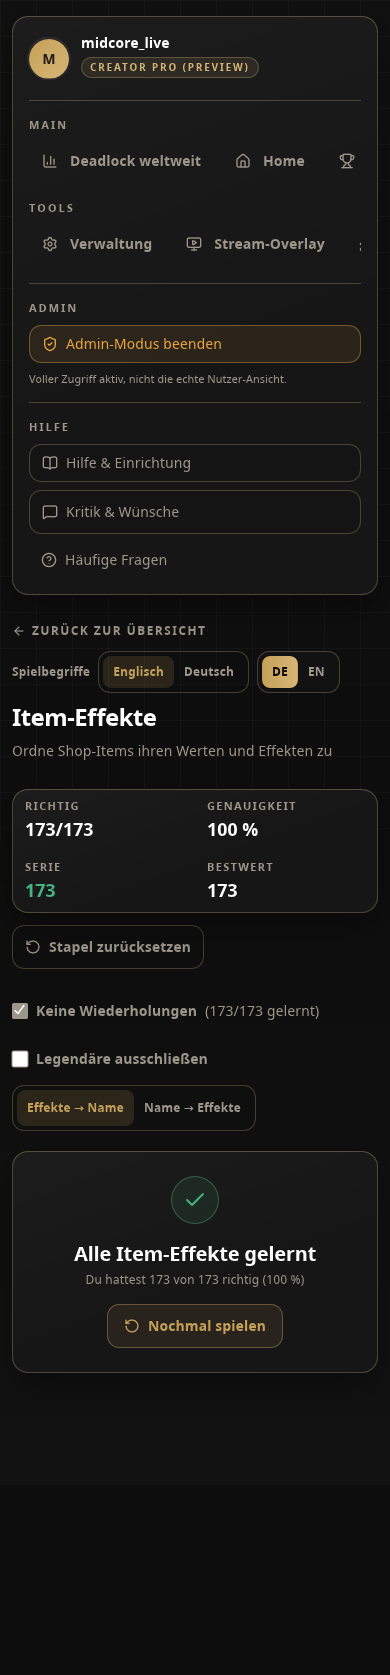 M
midcore_live
CREATOR PRO (PREVIEW)
MAIN
Deadlock weltweit Home
TOOLS
Verwaltung Stream-Overlay
ADMIN
Admin-Modus beenden
Voller Zugriff aktiv, nicht die echte Nutzer-Ansicht.
HILFE
Hilfe & Einrichtung
Kritik & Wünsche
Häufige Fragen
← ZURÜCK ZUR ÜBERSICHT
Spielbegriffe Englisch Deutsch DE EN
Item-Effekte
Ordne Shop-Items ihren Werten und Effekten zu
RICHTIG GENAUIGKEIT
173/173 100 %
SERIE BESTWERT
173 173
Stapel zurücksetzen
Keine Wiederholungen (173/173 gelernt)
Legendäre ausschließen
Effekte → Name Name → Effekte
Alle Item-Effekte gelernt
Du hattest 173 von 173 richtig (100 %)
Nochmal spielen